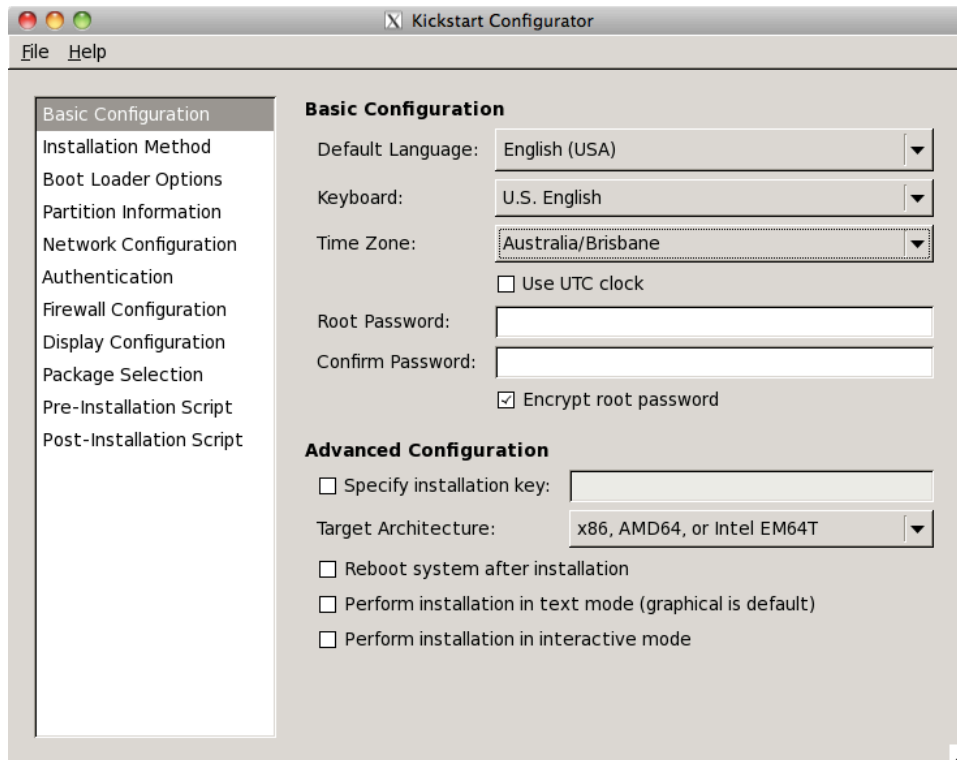 Kickstart Configurator
File Help
Basic Configuration
Installation Method
Boot Loader Options
Partition Information
Network Configuration
Authentication
Firewall Configuration
Display Configuration
Package Selection
Pre-Installation Script
Post-Installation Script
Basic Configuration
Default Language: English (USA)
Keyboard: U.S. English
Time Zone: Australia/Brisbane
Use UTC clock
Root Password:
Confirm Password:
Encrypt root password
Advanced Configuration
Specify installation key:
Target Architecture: x86, AMD64, or Intel EM64T
Reboot system after installation
Perform installation in text mode (graphical is default)
Perform installation in interactive mode